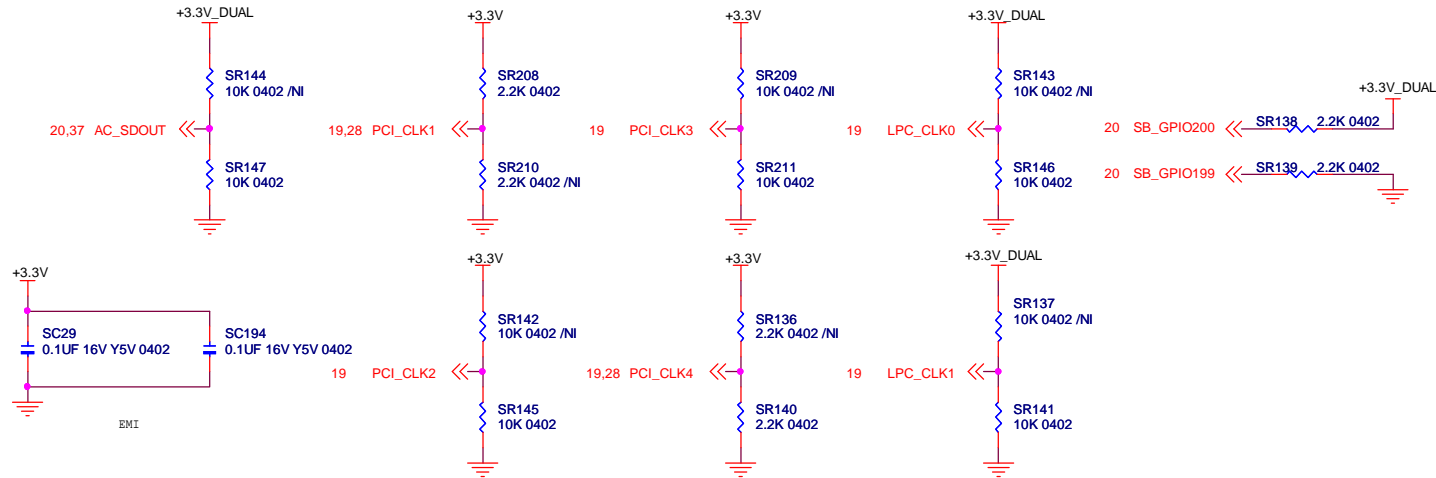 +3.3V_DUAL
SR144
10K 0402 /NI
20,37 AC_SDOUT
SR147
10K 0402
+3.3V
SR208
2.2K 0402
19,28 PCI_CLK1
SR210
2.2K 0402 /NI
+3.3V
SR209
10K 0402 /NI
19 PCI_CLK3
SR211
10K 0402
+3.3V_DUAL
SR143
10K 0402 /NI
19 LPC_CLK0
SR146
10K 0402
+3.3V_DUAL
20 SB_GPIO200 SR138 2.2K 0402
20 SB_GPIO199 SR139 2.2K 0402
+3.3V
SC29
0.1UF 16V Y5V 0402
SC194
0.1UF 16V Y5V 0402
EMI
+3.3V
SR142
10K 0402 /NI
19 PCI_CLK2
SR145
10K 0402
+3.3V
SR136
2.2K 0402 /NI
19,28 PCI_CLK4
SR140
2.2K 0402
+3.3V_DUAL
SR137
10K 0402 /NI
19 LPC_CLK1
SR141
10K 0402